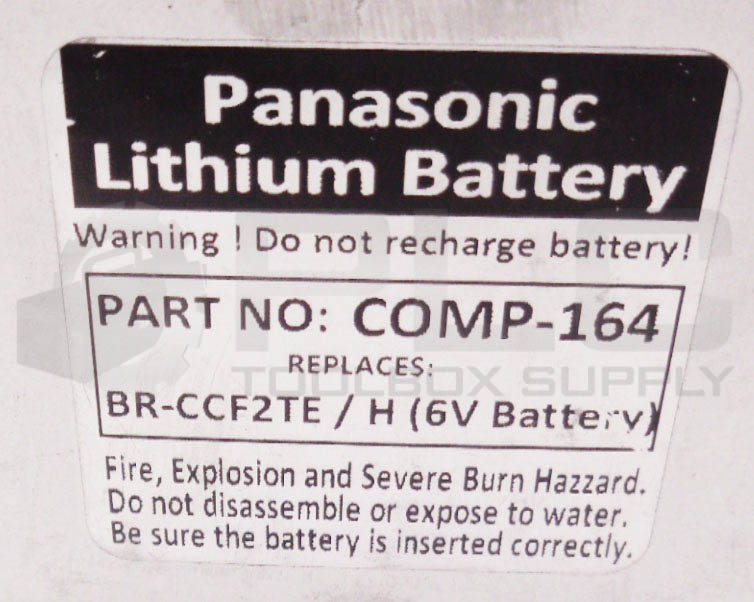 Panasonic
Lithium Battery
Warning ! Do not recharge battery!
PART NO: COMP-164
REPLACES:
BR-CCF2TE / H (6V Battery)
Fire, Explosion and Severe Burn Hazzard.
Do not disassemble or expose to water.
Be sure the battery is inserted correctly.
PLC
TOOLBOX SUPPLY